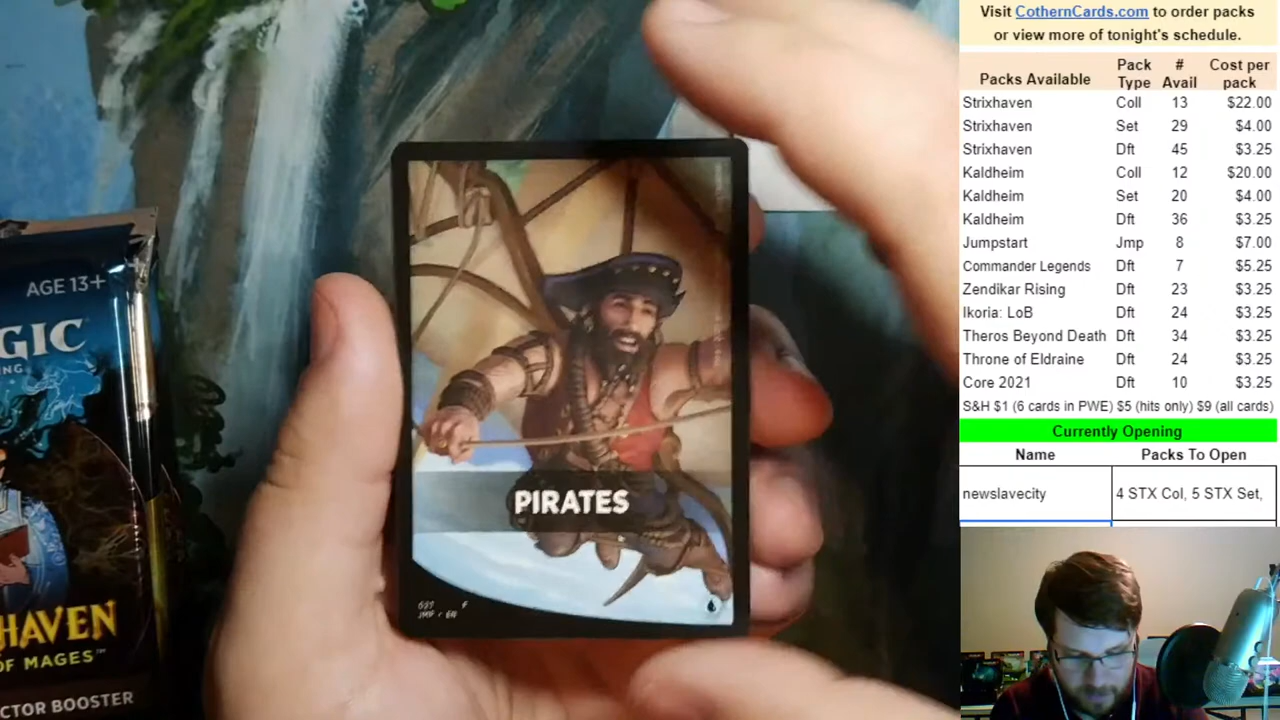 AGE 13+
GIC
NG
HAVEN
OF MAGES™
CTOR BOOSTER
PIRATES
Visit CothernCards.com to order packs
or view more of tonight's schedule.
Packs Available Pack Type # Avail Cost per pack
Strixhaven Coll 13 $22.00
Strixhaven Set 29 $4.00
Strixhaven Dft 45 $3.25
Kaldheim Coll 12 $20.00
Kaldheim Set 20 $4.00
Kaldheim Dft 36 $3.25
Jumpstart Jmp 8 $7.00
Commander Legends Dft 7 $5.25
Zendikar Rising Dft 23 $3.25
Ikoria: LoB Dft 24 $3.25
Theros Beyond Death Dft 34 $3.25
Throne of Eldraine Dft 24 $3.25
Core 2021 Dft 10 $3.25
S&H $1 (6 cards in PWE) $5 (hits only) $9 (all cards)
Currently Opening
Name Packs To Open
newslavecity 4 STX Col, 5 STX Set,